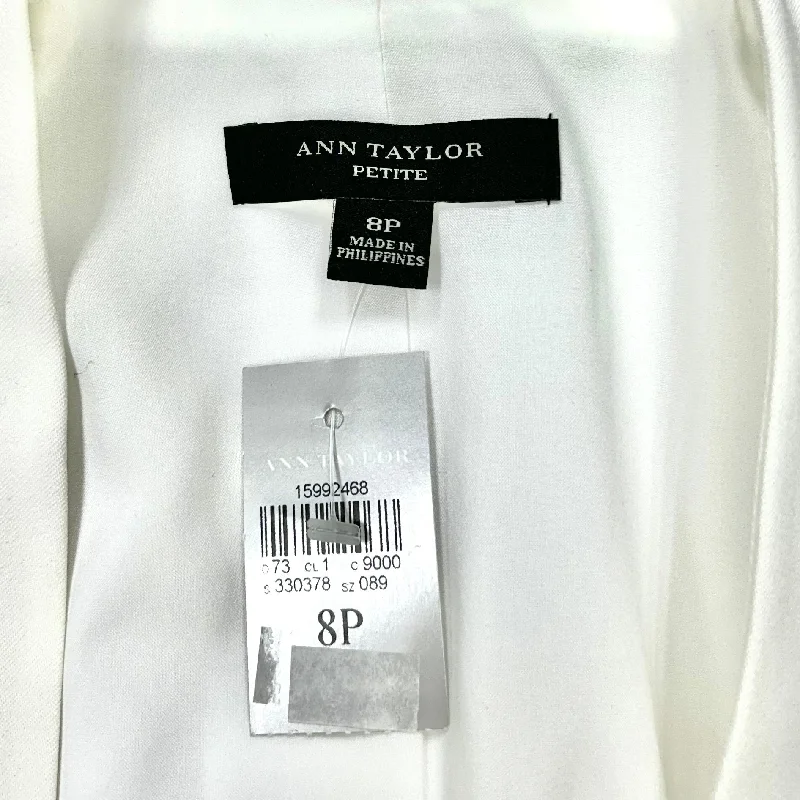 ANN TAYLOR
PETITE
8P
MADE IN
PHILIPPINES
ANN TAYLOR
15992468
D 73 CL 1 C 9000
S 330378 SZ 089
8P